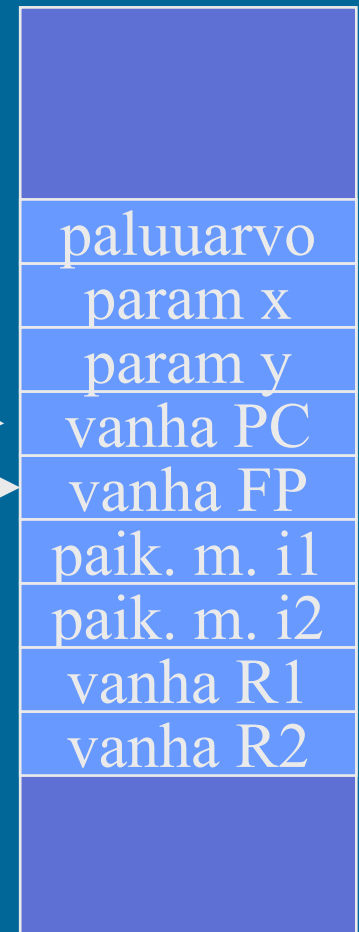 paluuarvo
param x
param y
vanha PC
vanha FP
paik. m. i1
paik. m. i2
vanha R1
vanha R2